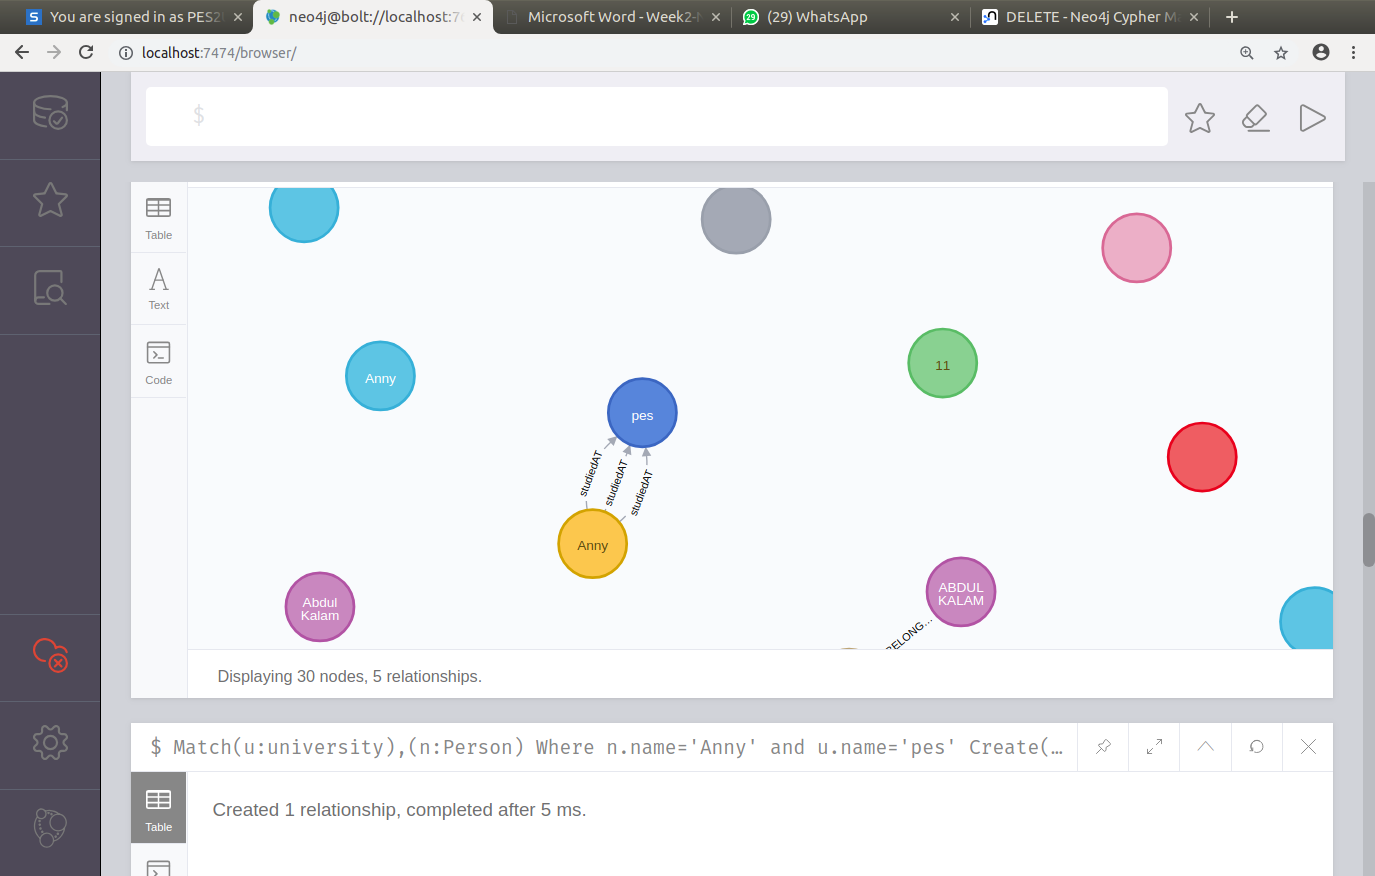 You are signed in as PES2
neo4j@bolt://localhost:7
Microsoft Word - Week2-
29
(29) WhatsApp
DELETE - Neo4j Cypher M
localhost:7474/browser/
$
Table
Text
Code
Anny
pes
11
studiedAT
studiedAT
studiedAT
Anny
Abdul
Kalam
ABDUL
KALAM
BELONG...
Displaying 30 nodes, 5 relationships.
$ Match(u:university),(n:Person) Where n.name='Anny' and u.name='pes' Create(…
Table
Created 1 relationship, completed after 5 ms.